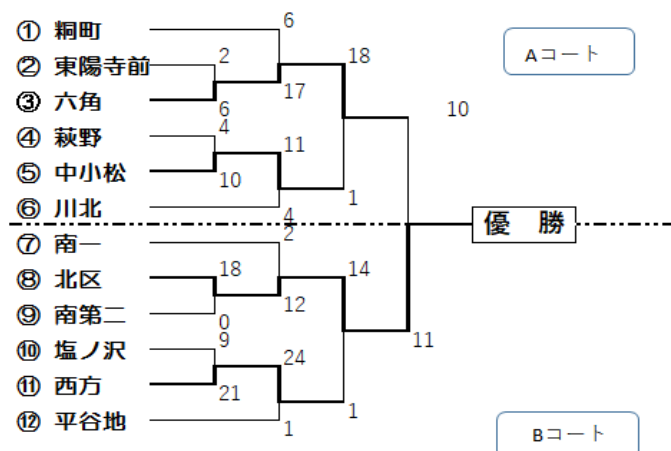 ① 粡町
6
② 東陽寺前
2
18
Aコート
③ 六角
6
17
10
④ 萩野
4
11
⑤ 中小松
10
⑥ 川北
4
1
優 勝
⑦ 南一
2
⑧ 北区
18
14
⑨ 南第二
0
12
⑩ 塩ノ沢
9
24
11
⑪ 西方
21
⑫ 平谷地
1
1
Bコート